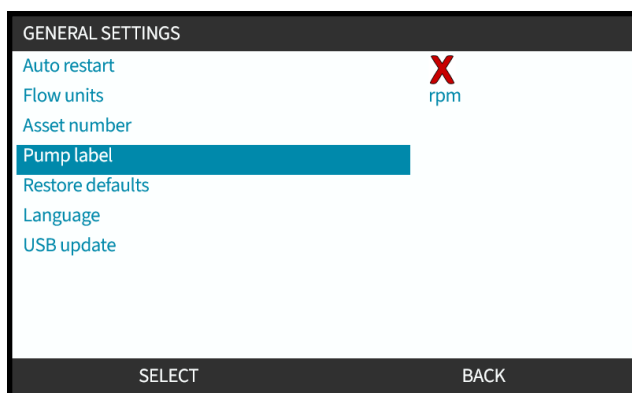 GENERAL SETTINGS
Auto restart X
Flow units rpm
Asset number
Pump label
Restore defaults
Language
USB update
SELECT BACK